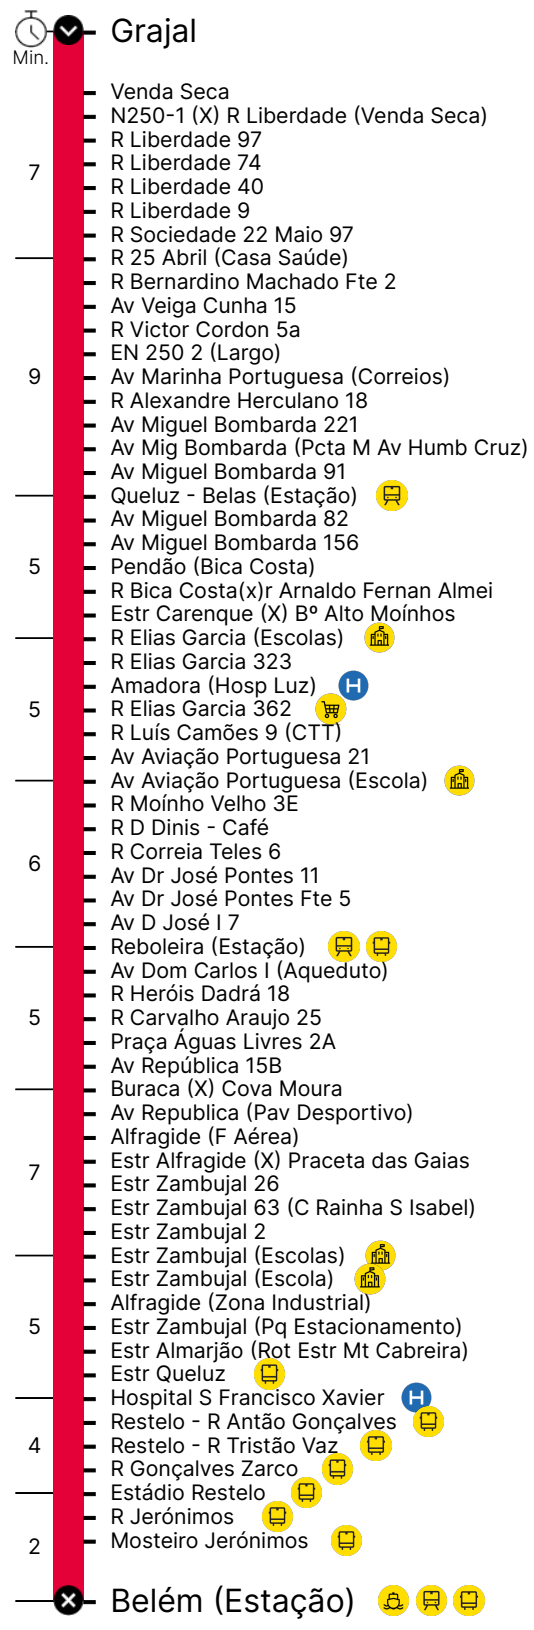 Grajal
Min.
Venda Seca
N250-1 (X) R Liberdade (Venda Seca)
R Liberdade 97
R Liberdade 74
7
R Liberdade 40
R Liberdade 9
R Sociedade 22 Maio 97
R 25 Abril (Casa Saúde)
R Bernardino Machado Fte 2
Av Veiga Cunha 15
R Victor Cordon 5a
EN 250 2 (Largo)
9
Av Marinha Portuguesa (Correios)
R Alexandre Herculano 18
Av Miguel Bombarda 221
Av Mig Bombarda (Pcta M Av Humb Cruz)
Av Miguel Bombarda 91
Queluz - Belas (Estação)
Av Miguel Bombarda 82
Av Miguel Bombarda 156
5
Pendão (Bica Costa)
R Bica Costa(x)r Arnaldo Fernan Almei
Estr Carenque (X) Bº Alto Moínhos
R Elias Garcia (Escolas)
R Elias Garcia 323
Amadora (Hosp Luz)
H
5
R Elias Garcia 362
R Luís Camões 9 (CTT)
Av Aviação Portuguesa 21
Av Aviação Portuguesa (Escola)
R Moínho Velho 3E
R D Dinis - Café
R Correia Teles 6
6
Av Dr José Pontes 11
Av Dr José Pontes Fte 5
Av D José I 7
Reboleira (Estação)
Av Dom Carlos I (Aqueduto)
R Heróis Dadrá 18
5
R Carvalho Araujo 25
Praça Águas Livres 2A
Av República 15B
Buraca (X) Cova Moura
Av Republica (Pav Desportivo)
Alfragide (F Aérea)
Estr Alfragide (X) Praceta das Gaias
7
Estr Zambujal 26
Estr Zambujal 63 (C Rainha S Isabel)
Estr Zambujal 2
Estr Zambujal (Escolas)
Estr Zambujal (Escola)
Alfragide (Zona Industrial)
5
Estr Zambujal (Pq Estacionamento)
Estr Almarjão (Rot Estr Mt Cabreira)
Estr Queluz
Hospital S Francisco Xavier
H
Restelo - R Antão Gonçalves
4
Restelo - R Tristão Vaz
R Gonçalves Zarco
Estádio Restelo
R Jerónimos
2
Mosteiro Jerónimos
Belém (Estação)